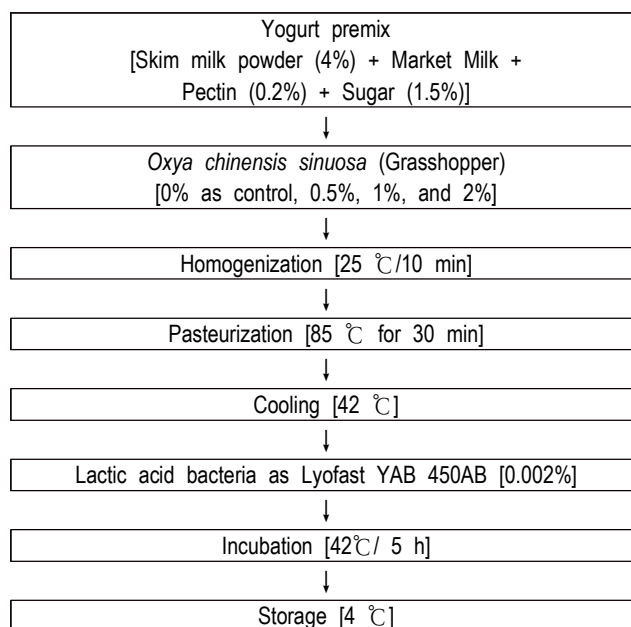 Yogurt premix
[Skim milk powder (4%) + Market Milk +
Pectin (0.2%) + Sugar (1.5%)]
↓
Oxya chinensis sinuosa (Grasshopper)
[0% as control, 0.5%, 1%, and 2%]
↓
Homogenization [25 ℃/10 min]
↓
Pasteurization [85 ℃ for 30 min]
↓
Cooling [42 ℃]
↓
Lactic acid bacteria as Lyofast YAB 450AB [0.002%]
↓
Incubation [42℃/ 5 h]
↓
Storage [4 ℃]